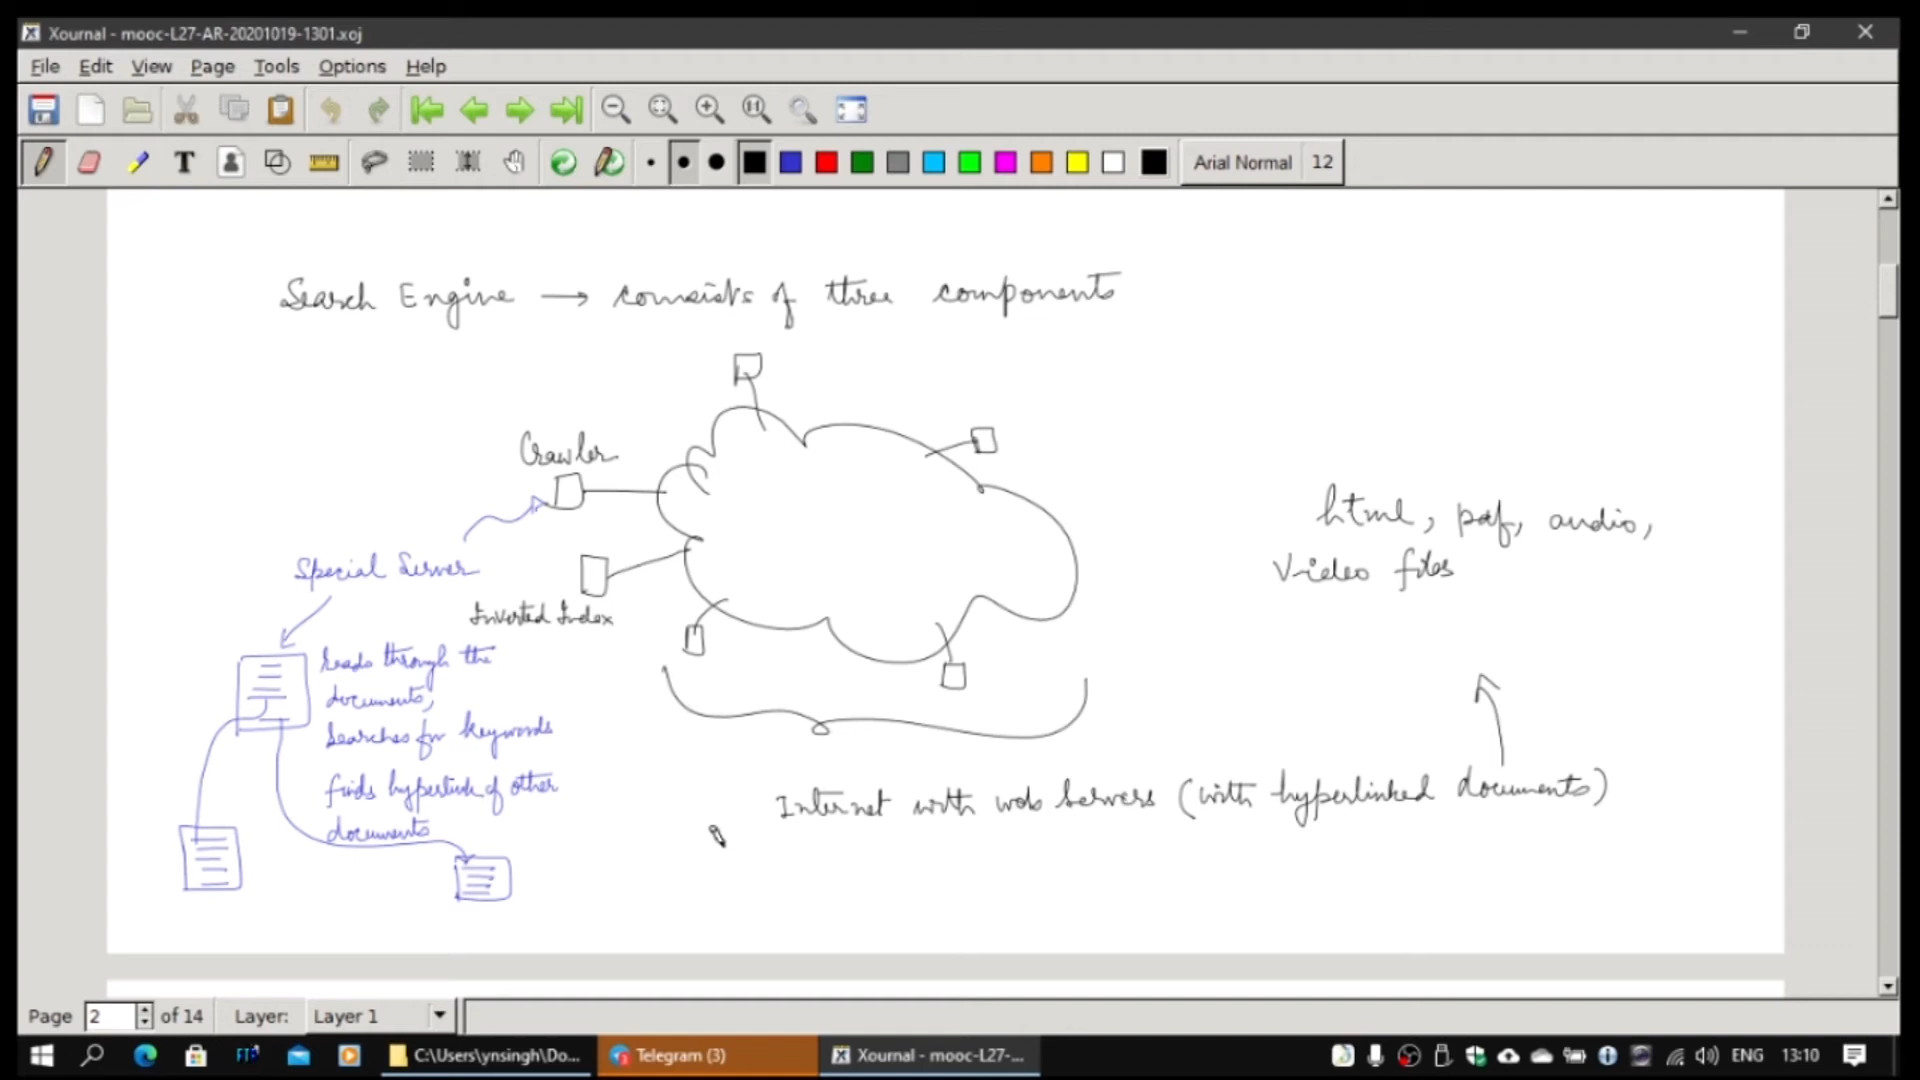 Xournal - mooc-L27-AR-20201019-1301.xoj
File Edit View Page Tools Options Help
Arial Normal 12
Search Engine → consists of three components
Crawler
html, pdf, audio,
Video files
Special Server
Inverted Index
Reads through the
documents,
Searches for keywords
finds hyperlink of other
documents
Internet with web servers (with hyperlinked documents)
Page 2 of 14 Layer: Layer 1
C:\Users\ynsingh\Do... Telegram (3) Xournal - mooc-L27-... ENG 13:10